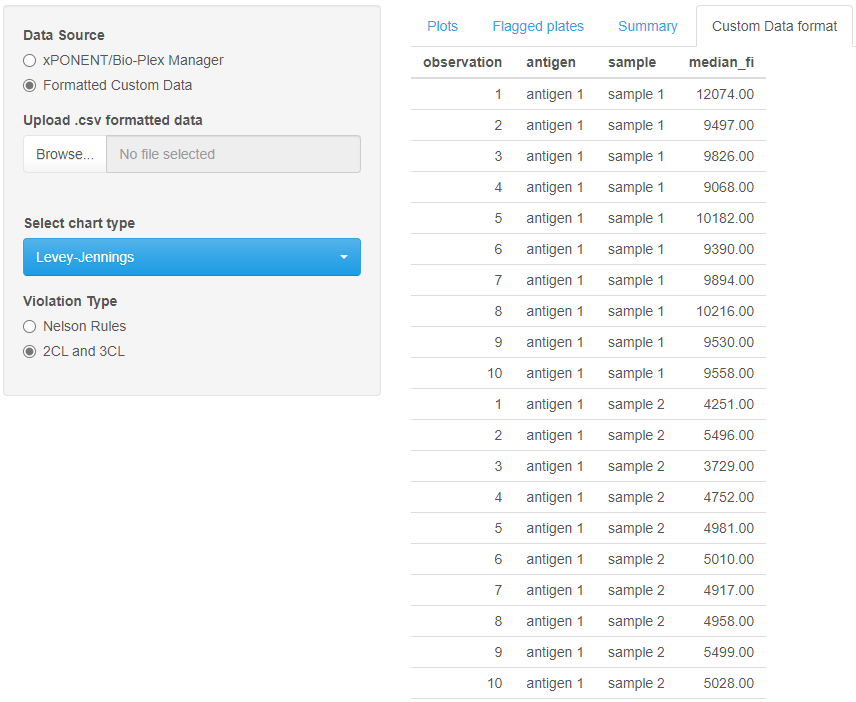 Data Source
xPONENT/Bio-Plex Manager
Formatted Custom Data
Upload .csv formatted data
Browse... No file selected
Select chart type
Levey-Jennings
Violation Type
Nelson Rules
2CL and 3CL
Plots Flagged plates Summary Custom Data format
observation antigen sample median_fi
1 antigen 1 sample 1 12074.00
2 antigen 1 sample 1 9497.00
3 antigen 1 sample 1 9826.00
4 antigen 1 sample 1 9068.00
5 antigen 1 sample 1 10182.00
6 antigen 1 sample 1 9390.00
7 antigen 1 sample 1 9894.00
8 antigen 1 sample 1 10216.00
9 antigen 1 sample 1 9530.00
10 antigen 1 sample 1 9558.00
1 antigen 1 sample 2 4251.00
2 antigen 1 sample 2 5496.00
3 antigen 1 sample 2 3729.00
4 antigen 1 sample 2 4752.00
5 antigen 1 sample 2 4981.00
6 antigen 1 sample 2 5010.00
7 antigen 1 sample 2 4917.00
8 antigen 1 sample 2 4958.00
9 antigen 1 sample 2 5499.00
10 antigen 1 sample 2 5028.00